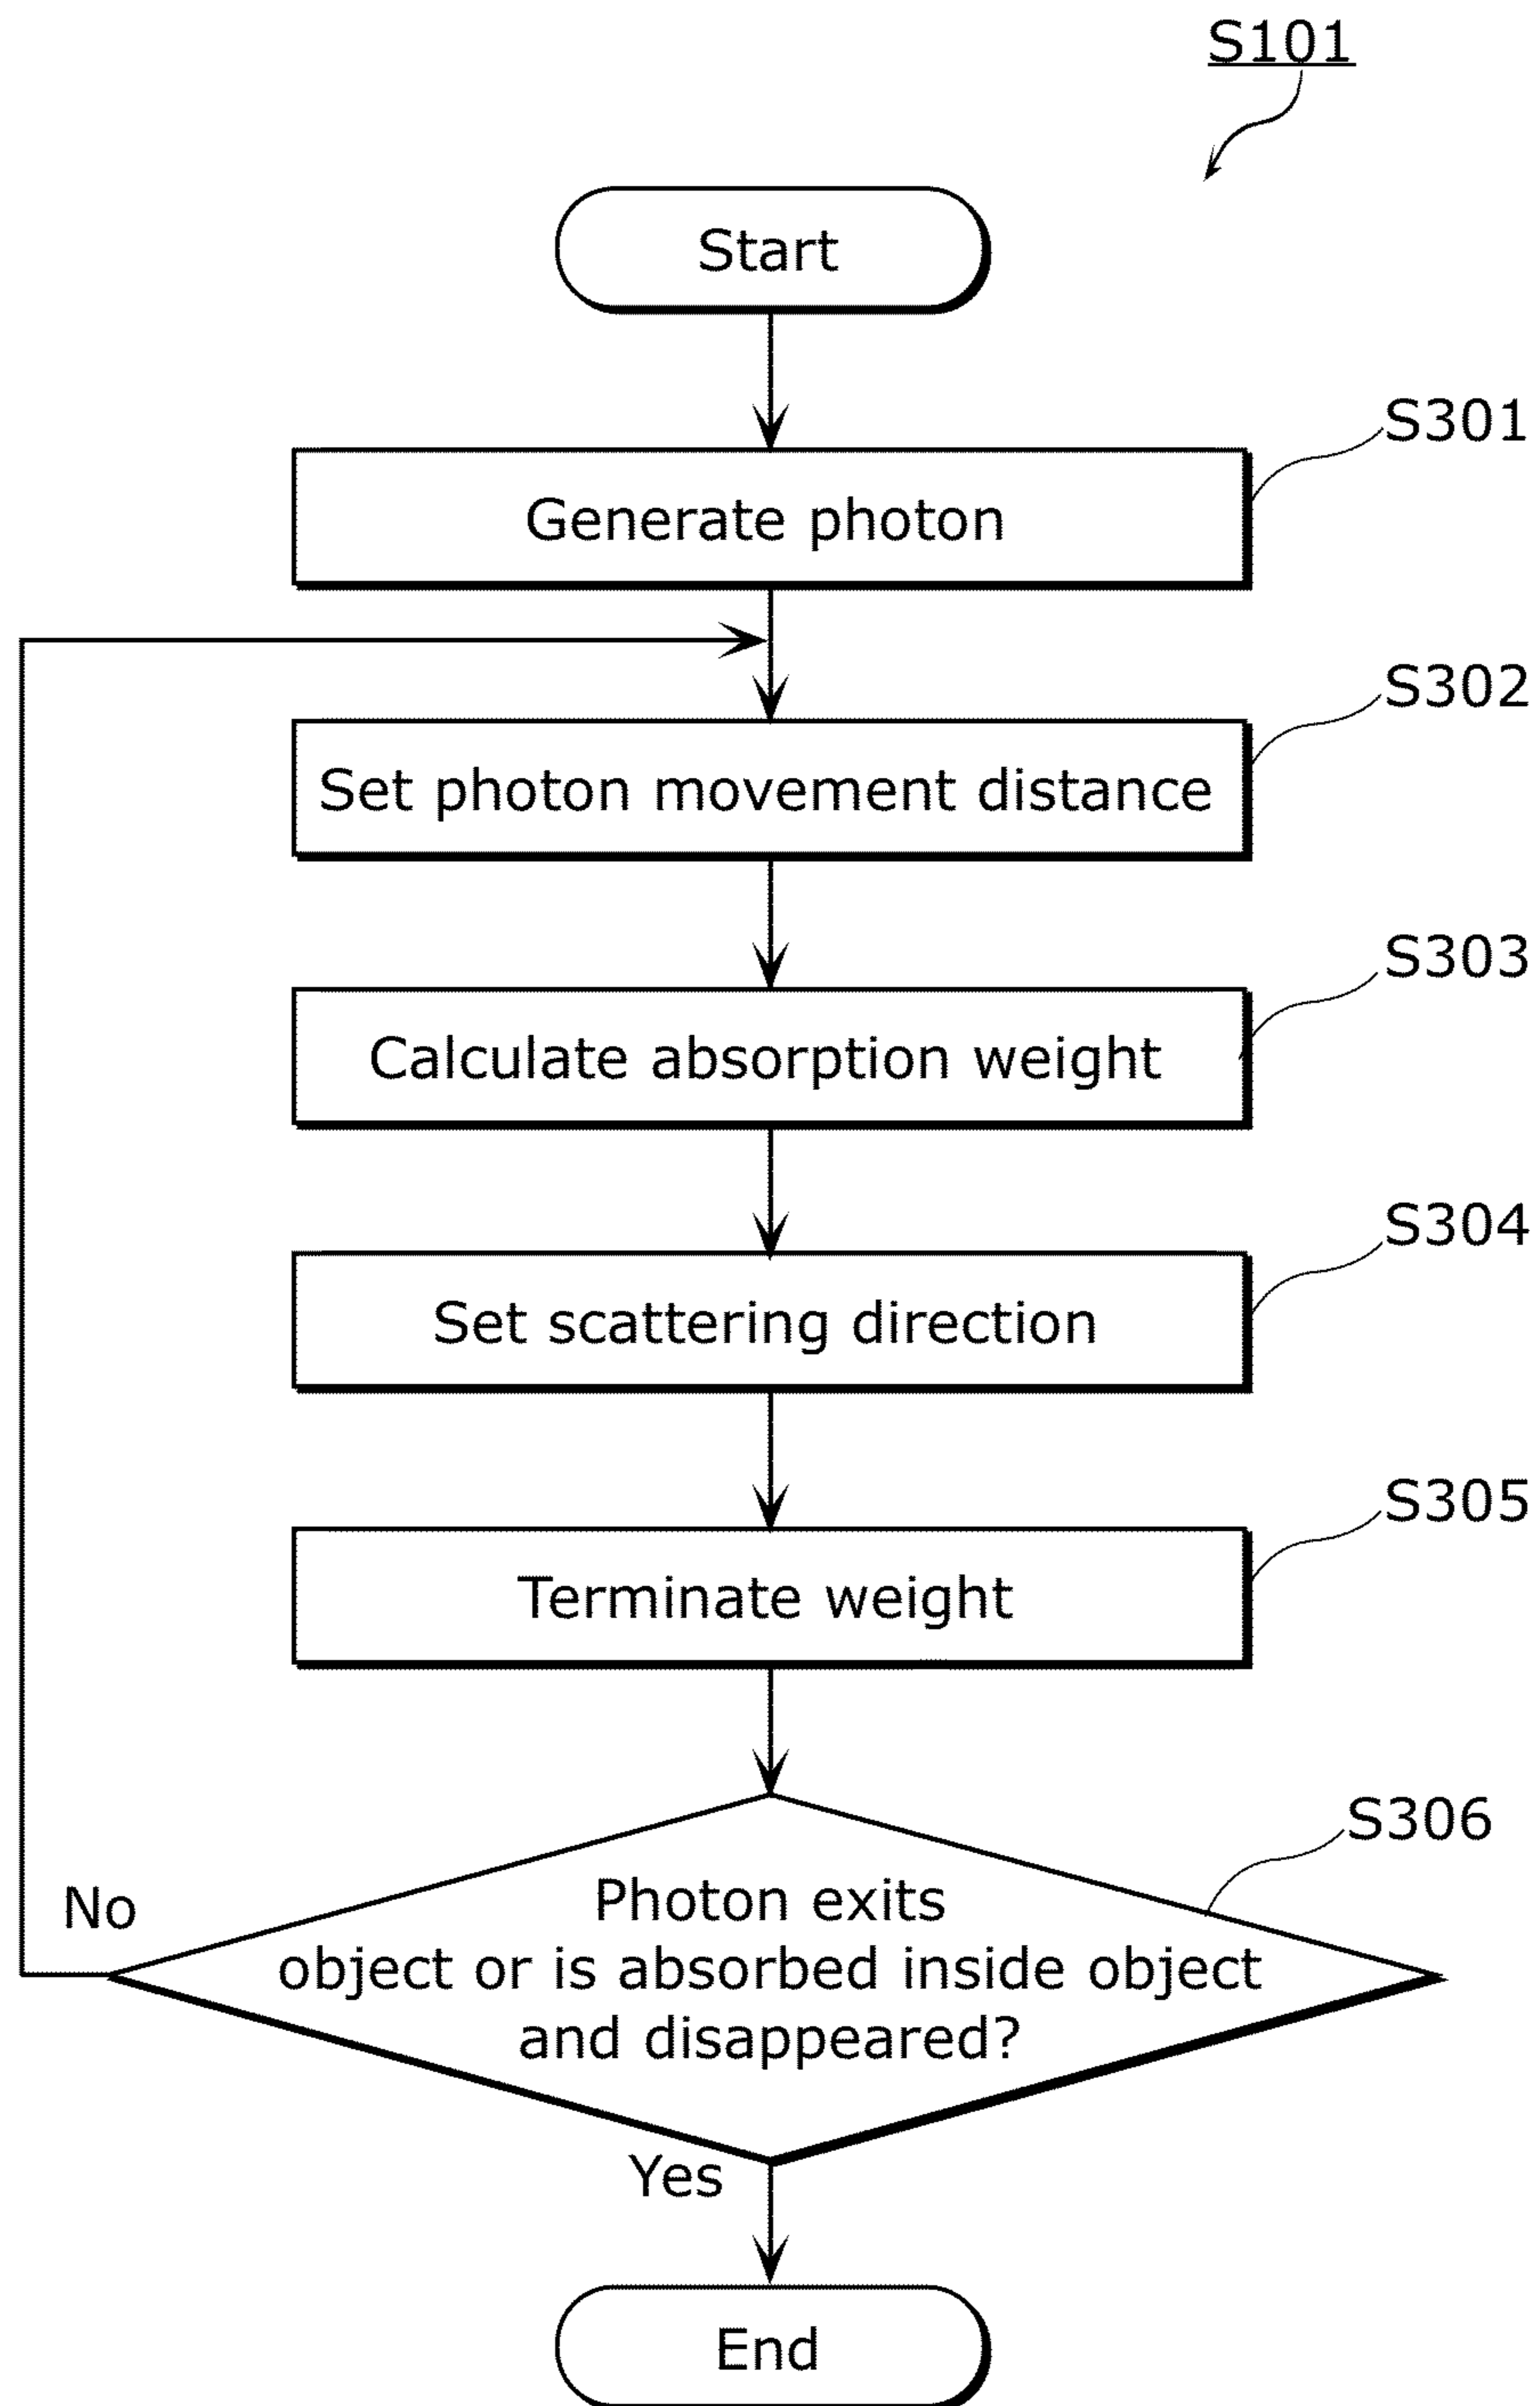 S101
Start
S301
Generate photon
S302
Set photon movement distance
S303
Calculate absorption weight
S304
Set scattering direction
S305
Terminate weight
S306
Photon exits
object or is absorbed inside object
and disappeared?
No
Yes
End